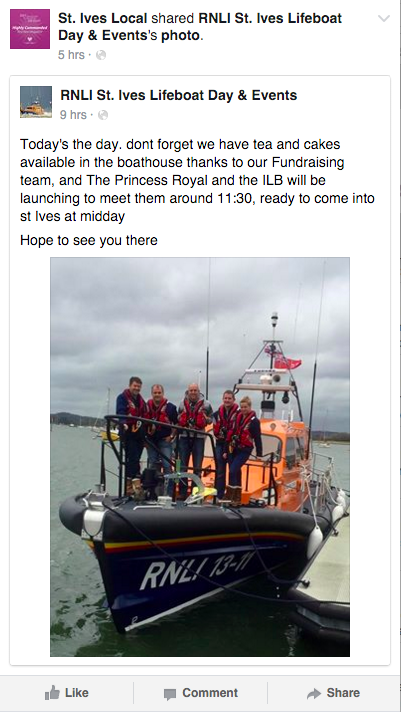 St. Ives Local shared RNLI St. Ives Lifeboat
Day & Events's photo.
5 hrs ·
RNLI St. Ives Lifeboat Day & Events
9 hrs ·
Today's the day. dont forget we have tea and cakes
available in the boathouse thanks to our Fundraising
team, and The Princess Royal and the ILB will be
launching to meet them around 11:30, ready to come into
st Ives at midday
Hope to see you there
RNLI 13-11
Like
Comment
Share